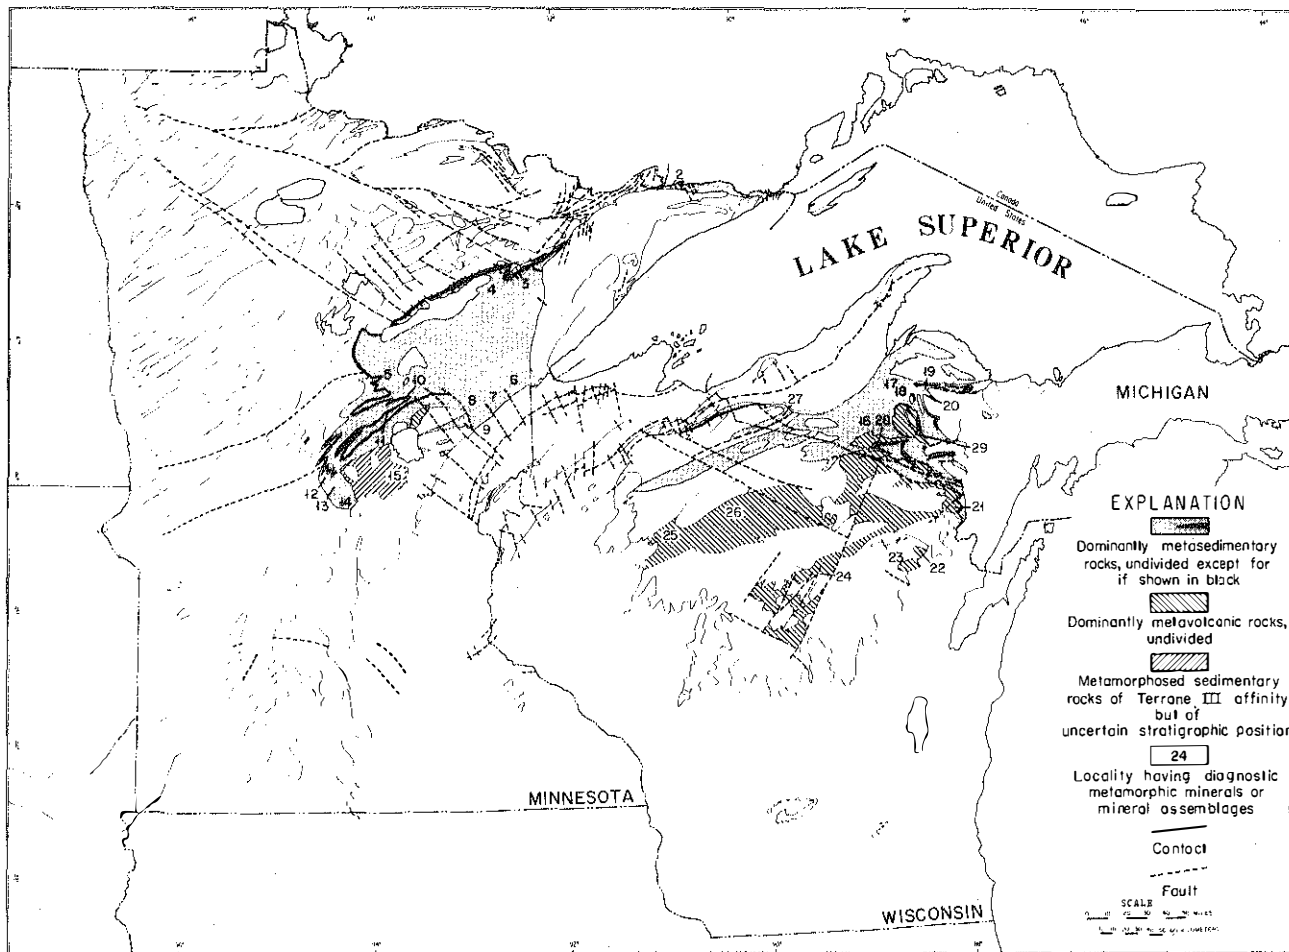 LAKE SUPERIOR
Canada
United States
MICHIGAN
MINNESOTA
WISCONSIN
2
3
4
5
10
6
7
8
9
11
15
12
13
14
27
17
18
19
20
16
28
29
21
26
25
24
23
22
EXPLANATION
Dominantly metasedimentary
rocks, undivided except for
if shown in black
Dominantly metavolcanic rocks,
undivided
Metamorphosed sedimentary
rocks of Terrane III affinity
but of
uncertain stratigraphic position
24
Locality having diagnostic
metamorphic minerals or
mineral assemblages
Contact
Fault
SCALE